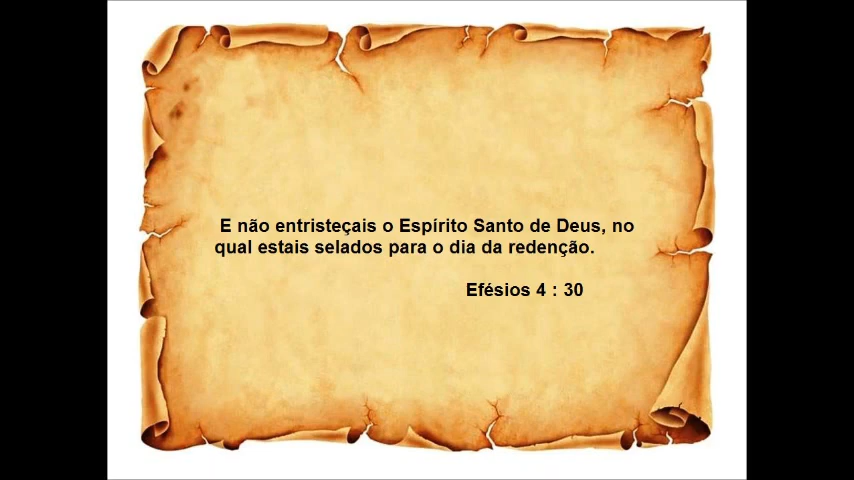 E não entristeçais o Espírito Santo de Deus, no
qual estais selados para o dia da redenção.
Efésios 4 : 30